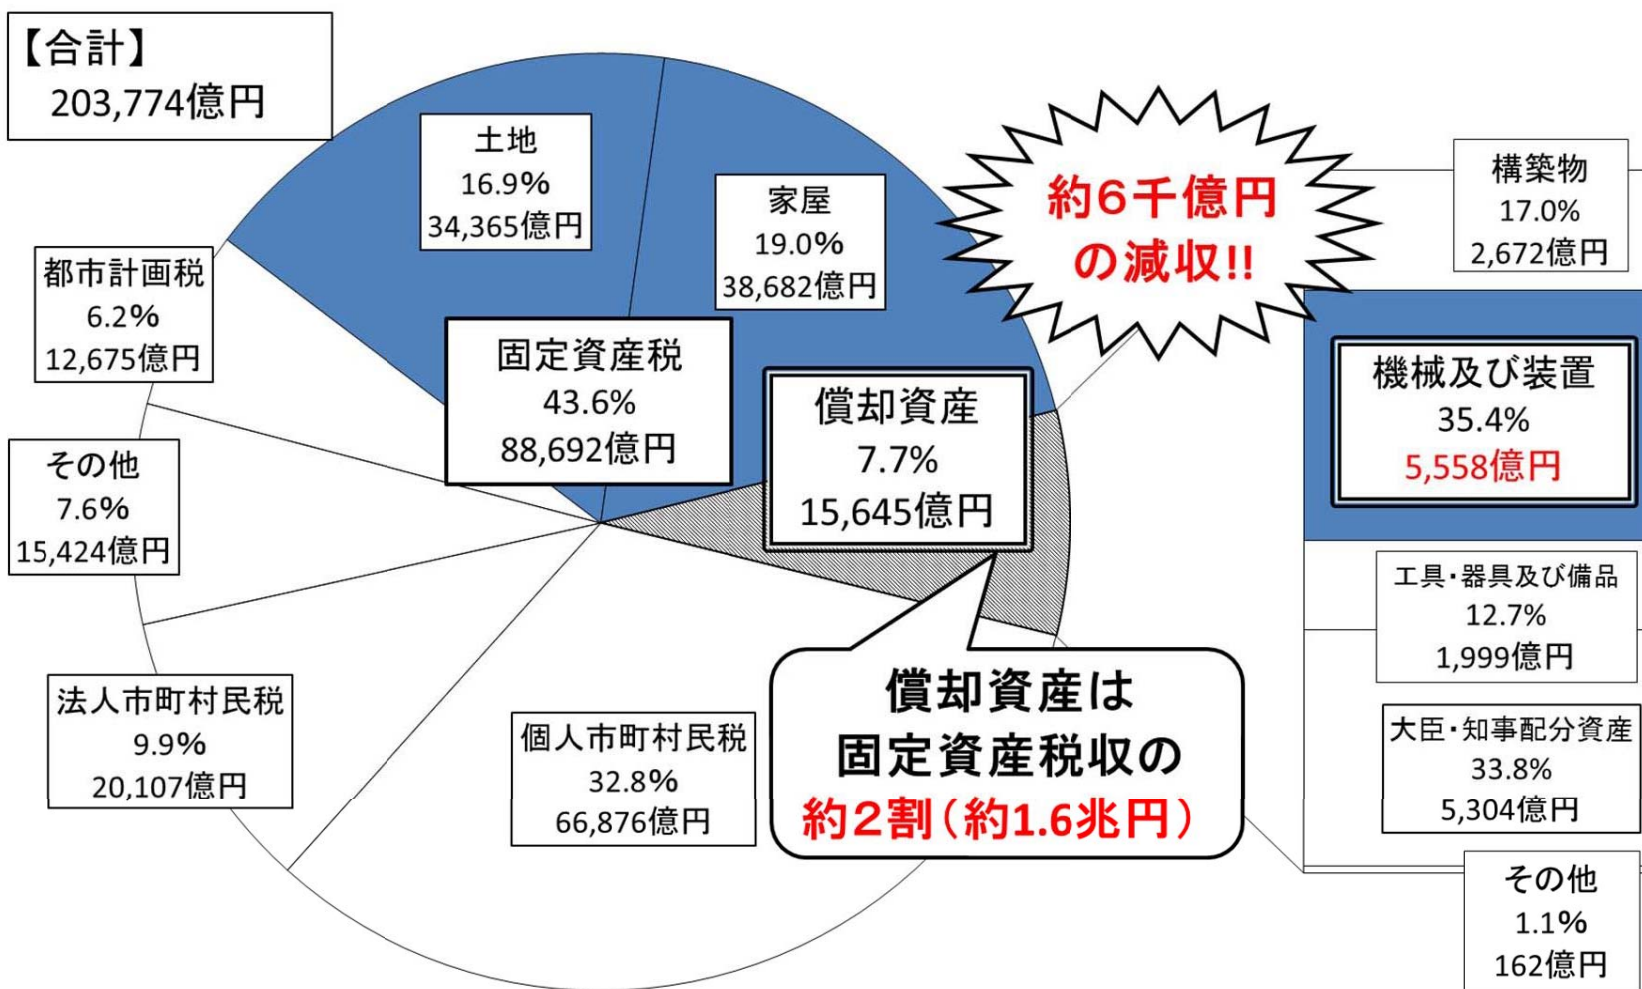 【合計】
203,774億円
土地
16.9%
34,365億円
家屋
19.0%
38,682億円
約6千億円
の減収!!
構築物
17.0%
2,672億円
都市計画税
6.2%
12,675億円
固定資産税
43.6%
88,692億円
償却資産
7.7%
15,645億円
機械及び装置
35.4%
5,558億円
その他
7.6%
15,424億円
工具・器具及び備品
12.7%
1,999億円
法人市町村民税
9.9%
20,107億円
個人市町村民税
32.8%
66,876億円
償却資産は
固定資産税収の
約2割(約1.6兆円)
大臣・知事配分資産
33.8%
5,304億円
その他
1.1%
162億円